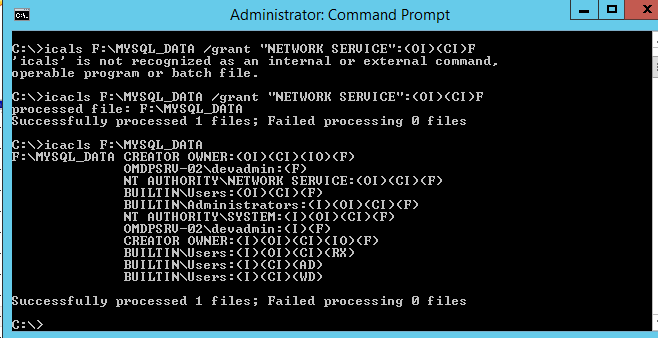 Administrator: Command Prompt
C:\>icals F:\MYSQL_DATA /grant "NETWORK SERVICE":(OI)(CI)F
'icals' is not recognized as an internal or external command,
operable program or batch file.
C:\>icacls F:\MYSQL_DATA /grant "NETWORK SERVICE":(OI)(CI)F
processed file: F:\MYSQL_DATA
Successfully processed 1 files; Failed processing 0 files
C:\>icacls F:\MYSQL_DATA
F:\MYSQL_DATA CREATOR OWNER:(OI)(CI)(IO)(F)
OMDPSRV-02\devadmin:(F)
NT AUTHORITY\NETWORK SERVICE:(OI)(CI)(F)
BUILTIN\Users:(OI)(CI)(F)
BUILTIN\Administrators:(I)(OI)(CI)(F)
NT AUTHORITY\SYSTEM:(I)(OI)(CI)(F)
OMDPSRV-02\devadmin:(I)(F)
CREATOR OWNER:(I)(OI)(CI)(IO)(F)
BUILTIN\Users:(I)(OI)(CI)(RX)
BUILTIN\Users:(I)(CI)(AD)
BUILTIN\Users:(I)(CI)(WD)
Successfully processed 1 files; Failed processing 0 files
C:\>